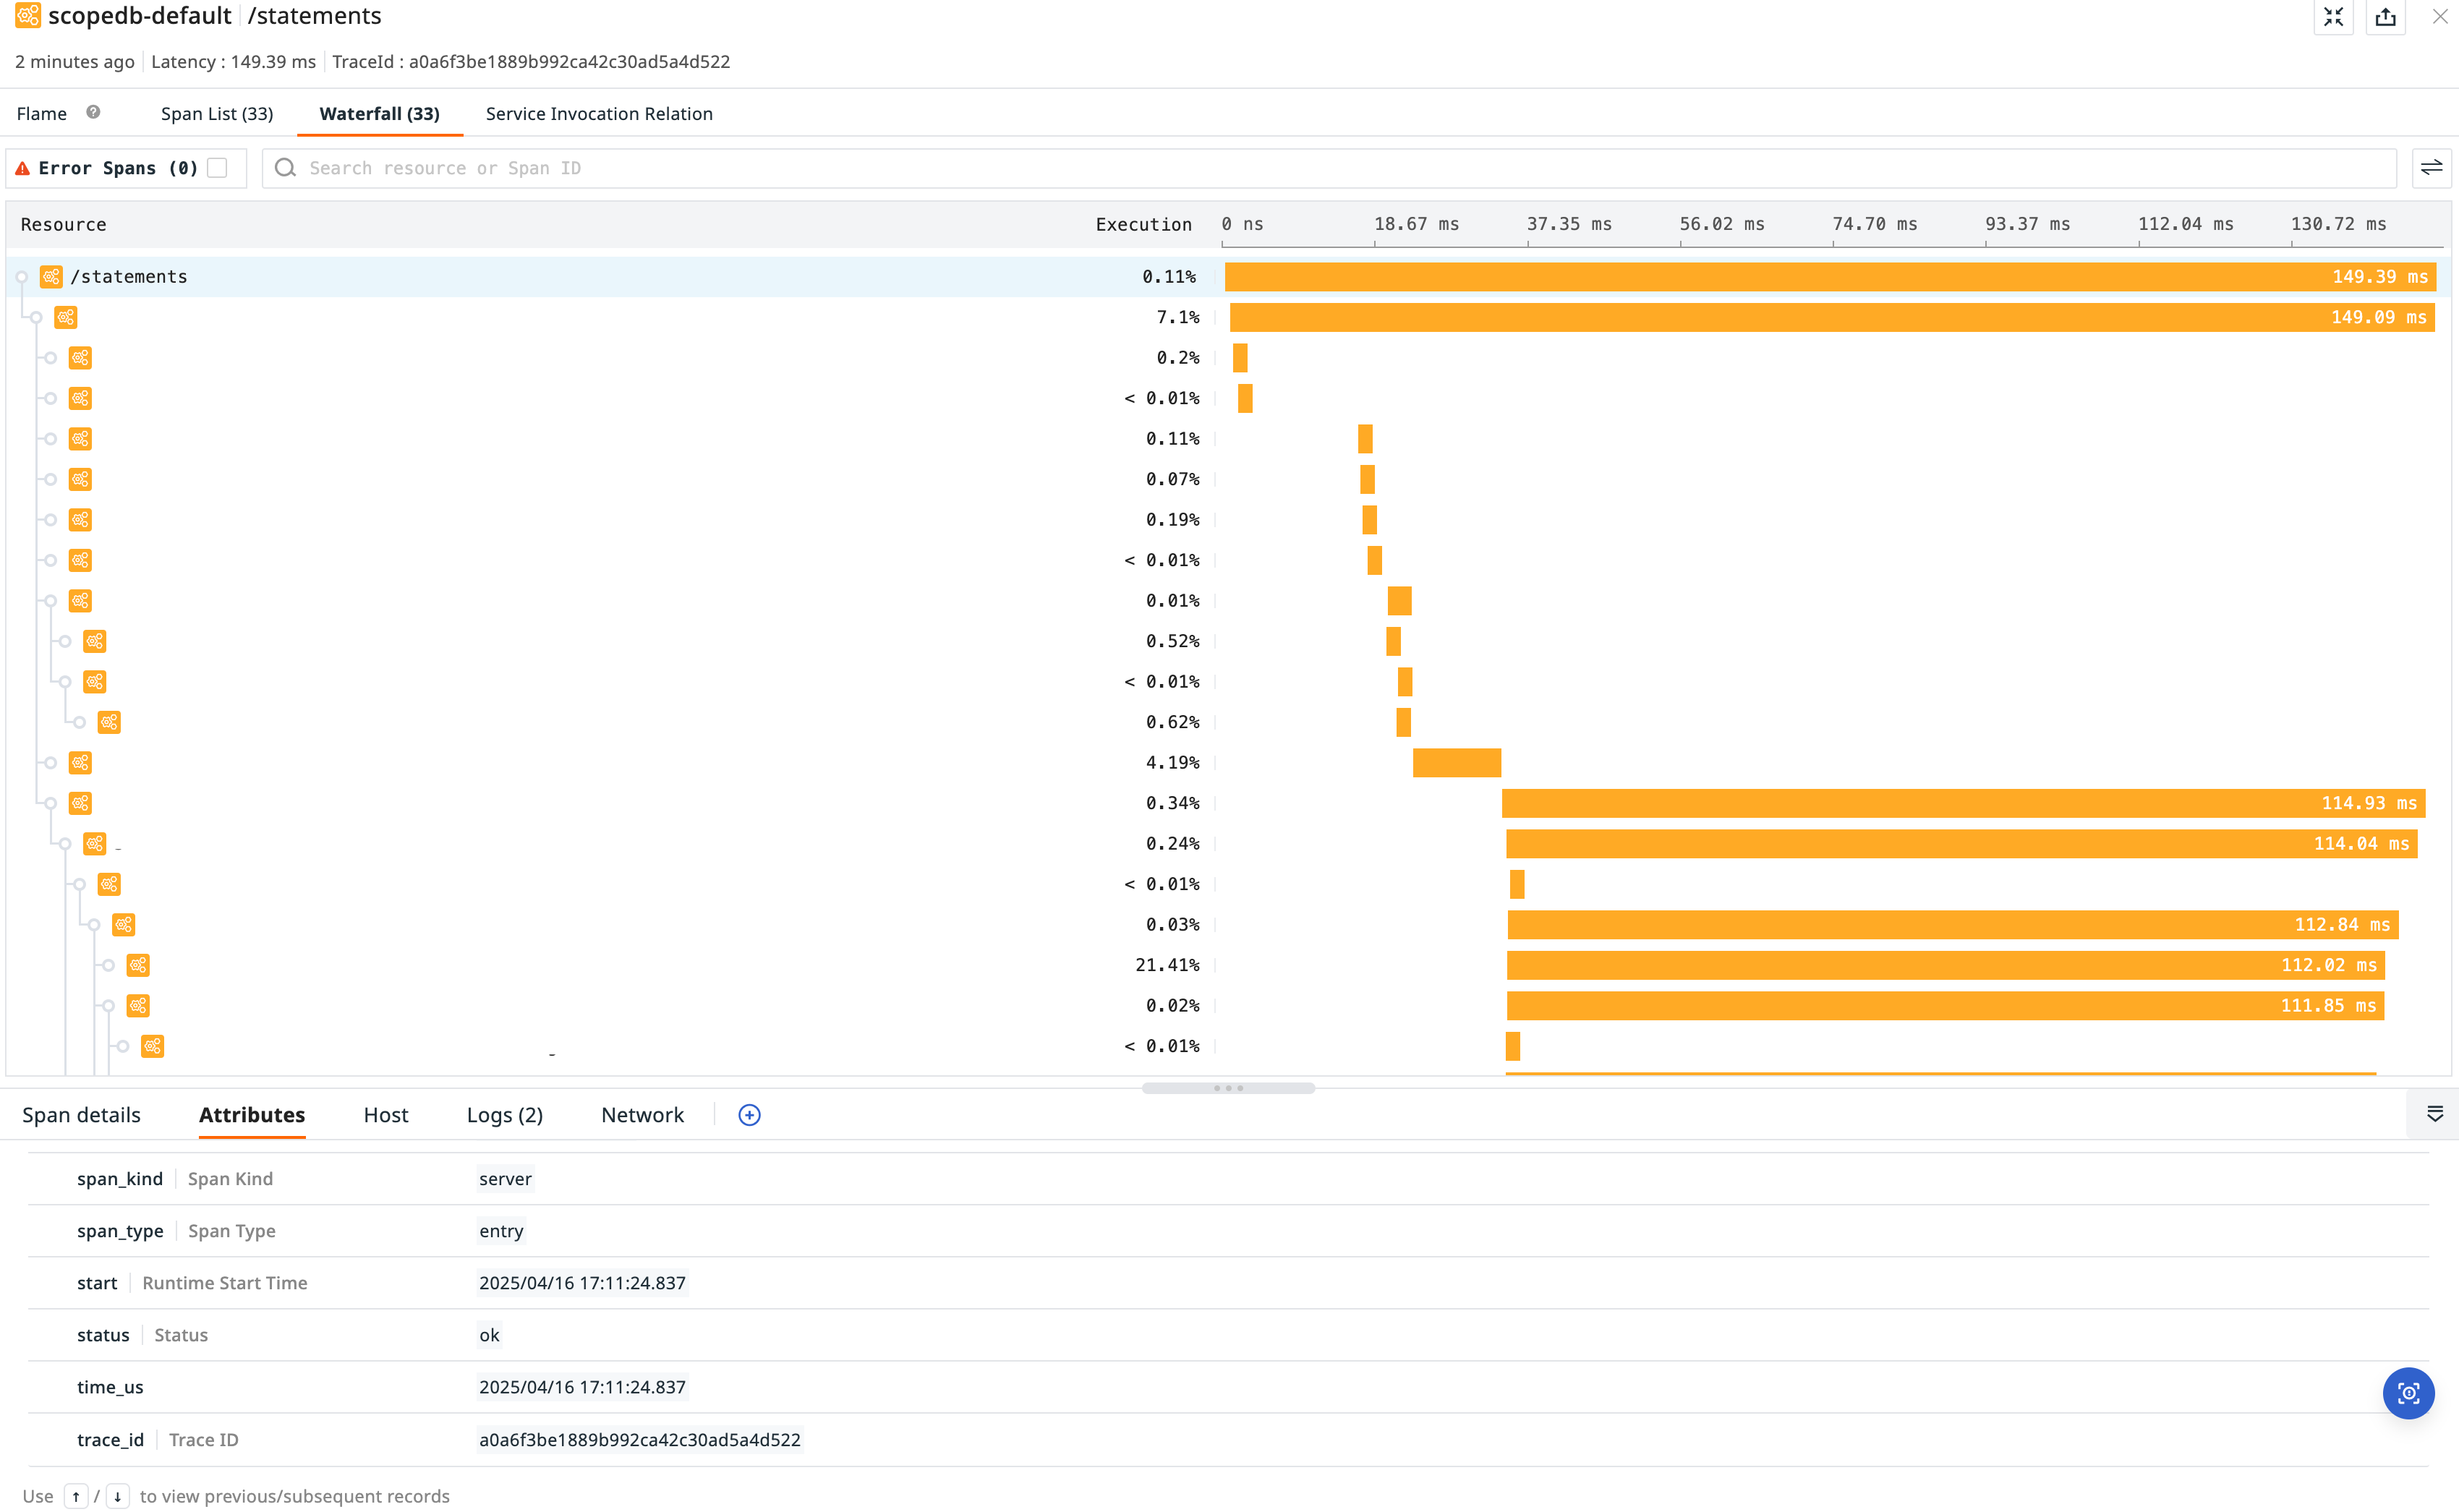 scopedb-default /statements
2 minutes ago Latency : 149.39 ms TraceId : a0a6f3be1889b992ca42c30ad5a4d522
Flame Span List (33) Waterfall (33) Service Invocation Relation
Error Spans (0) Search resource or Span ID
Resource Execution 0 ns 18.67 ms 37.35 ms 56.02 ms 74.70 ms 93.37 ms 112.04 ms 130.72 ms
/statements 0.11% 149.39 ms
7.1% 149.09 ms
0.2%
< 0.01%
0.11%
0.07%
0.19%
< 0.01%
0.01%
0.52%
< 0.01%
0.62%
4.19%
0.34% 114.93 ms
0.24% 114.04 ms
< 0.01%
0.03% 112.84 ms
21.41% 112.02 ms
0.02% 111.85 ms
< 0.01%
Span details Attributes Host Logs (2) Network
span_kind Span Kind server
span_type Span Type entry
start Runtime Start Time 2025/04/16 17:11:24.837
status Status ok
time_us 2025/04/16 17:11:24.837
trace_id Trace ID a0a6f3be1889b992ca42c30ad5a4d522
Use ↑ / ↓ to view previous/subsequent records